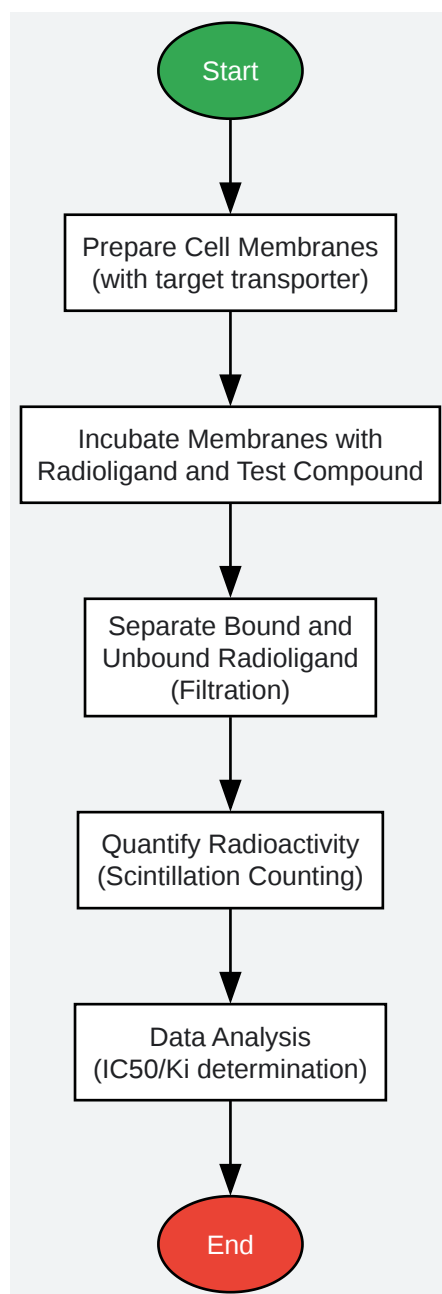 Start
Prepare Cell Membranes
(with target transporter)
Incubate Membranes with
Radioligand and Test Compound
Separate Bound and
Unbound Radioligand
(Filtration)
Quantify Radioactivity
(Scintillation Counting)
Data Analysis
(IC50/Ki determination)
End